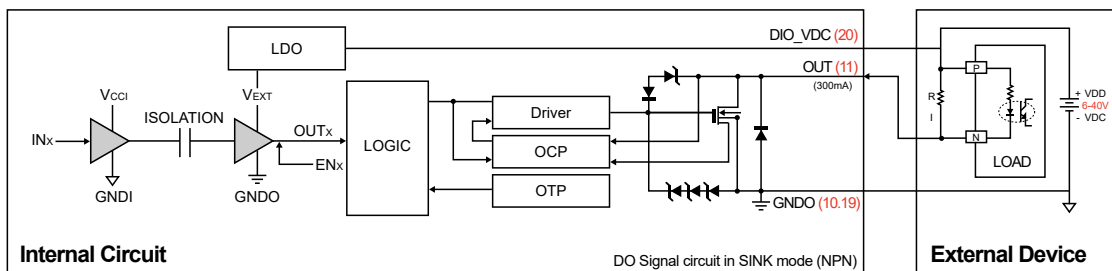 DIO_VDC (20)
LDO
OUT (11)
(300mA)
VCCI
VEXT
ISOLATION
INX
OUTX
ENX
GNDI
GNDO
LOGIC
Driver
OCP
OTP
GNDO (10.19)
P
R
I
N
LOAD
+ VDD
6-40V
- VDC
Internal Circuit
DO Signal circuit in SINK mode (NPN)
External Device